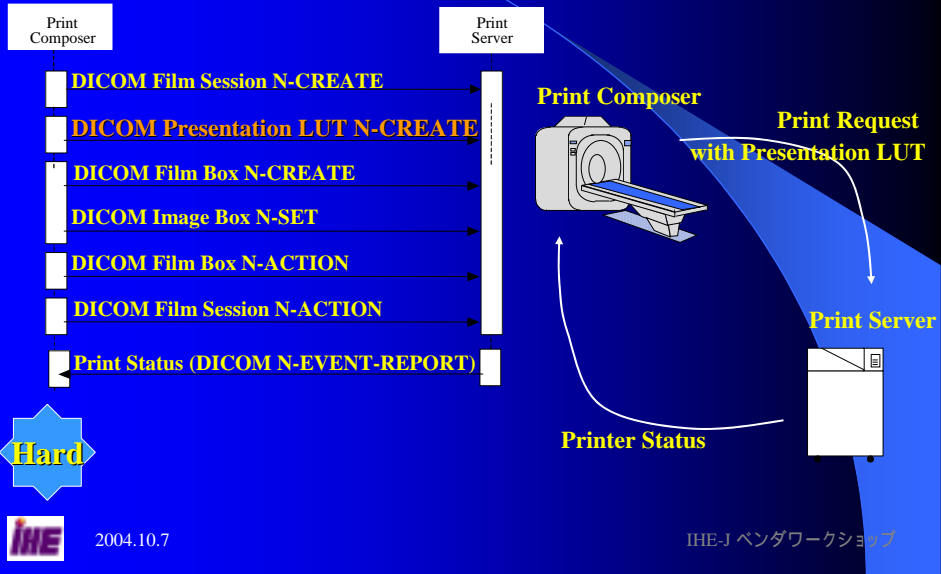 Print
Composer
Print
Server
DICOM Film Session N-CREATE
DICOM Presentation LUT N-CREATE
DICOM Film Box N-CREATE
DICOM Image Box N-SET
DICOM Film Box N-ACTION
DICOM Film Session N-ACTION
Print Status (DICOM N-EVENT-REPORT)
Print Composer
Print Request
with Presentation LUT
Print Server
Printer Status
Hard
IHE
2004.10.7
IHE-J ベンダワークショップ